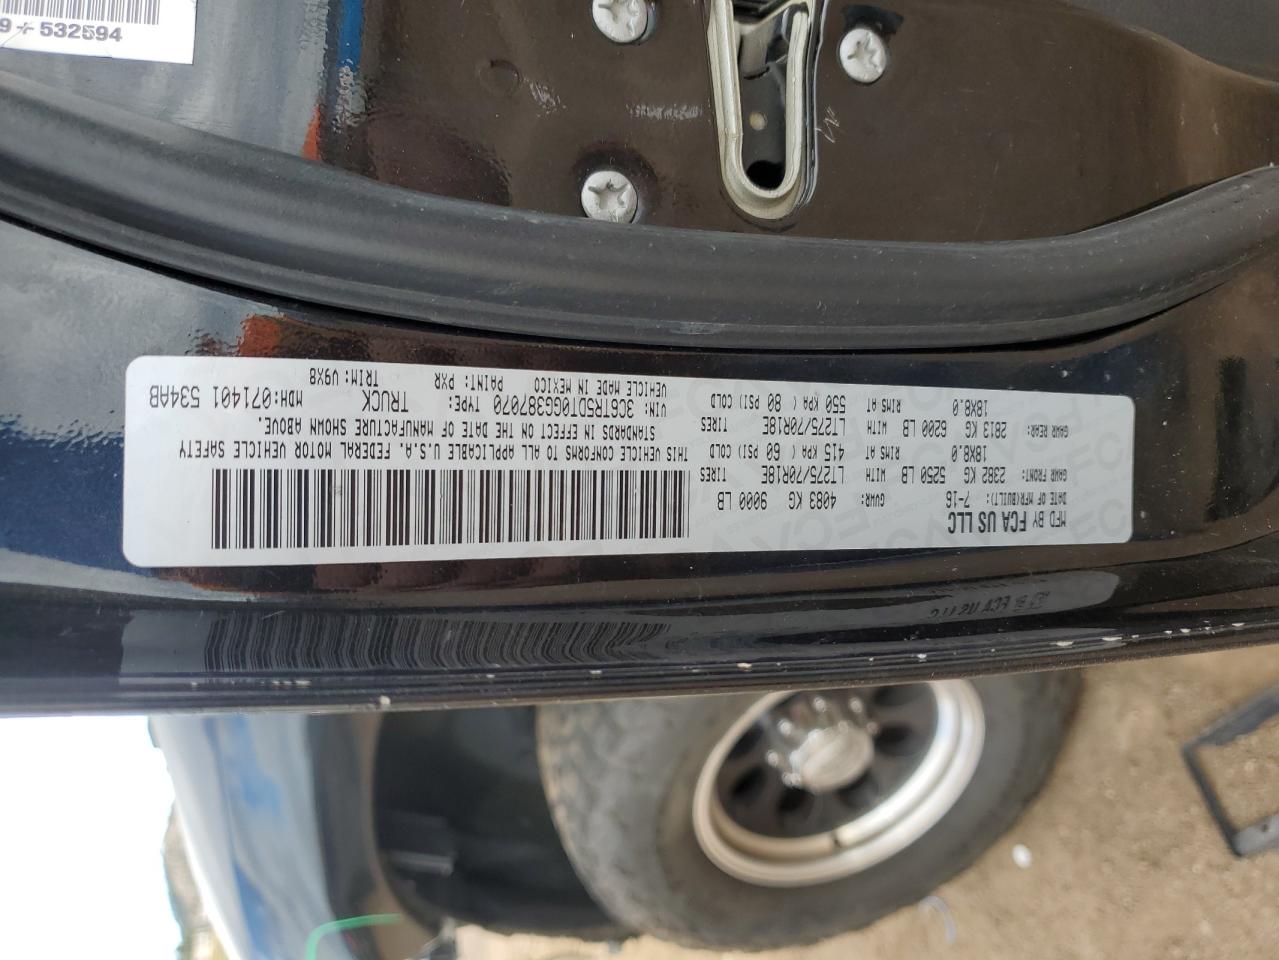 9+532594
MFD BY FCA US LLC
DATE OF MFR(BUILT): 7-16 GVWR: 4083 KG 9000 LB
GAWR FRONT: 2382 KG 5250 LB WITH LT275/70R18E TIRES
18X8.0 RIMS AT 415 KPA ( 60 PSI) COLD
GAWR REAR: 2813 KG 6200 LB WITH LT275/70R18E TIRES
18X8.0 RIMS AT 550 KPA ( 80 PSI) COLD
THIS VEHICLE CONFORMS TO ALL APPLICABLE U.S.A. FEDERAL MOTOR VEHICLE SAFETY
STANDARDS IN EFFECT ON THE DATE OF MANUFACTURE SHOWN ABOVE.
VIN: 3C6TR5DT0GG387070 TYPE: TRUCK MDH: 071401 534AB
VEHICLE MADE IN MEXICO PAINT: PXR TRIM: V9X8